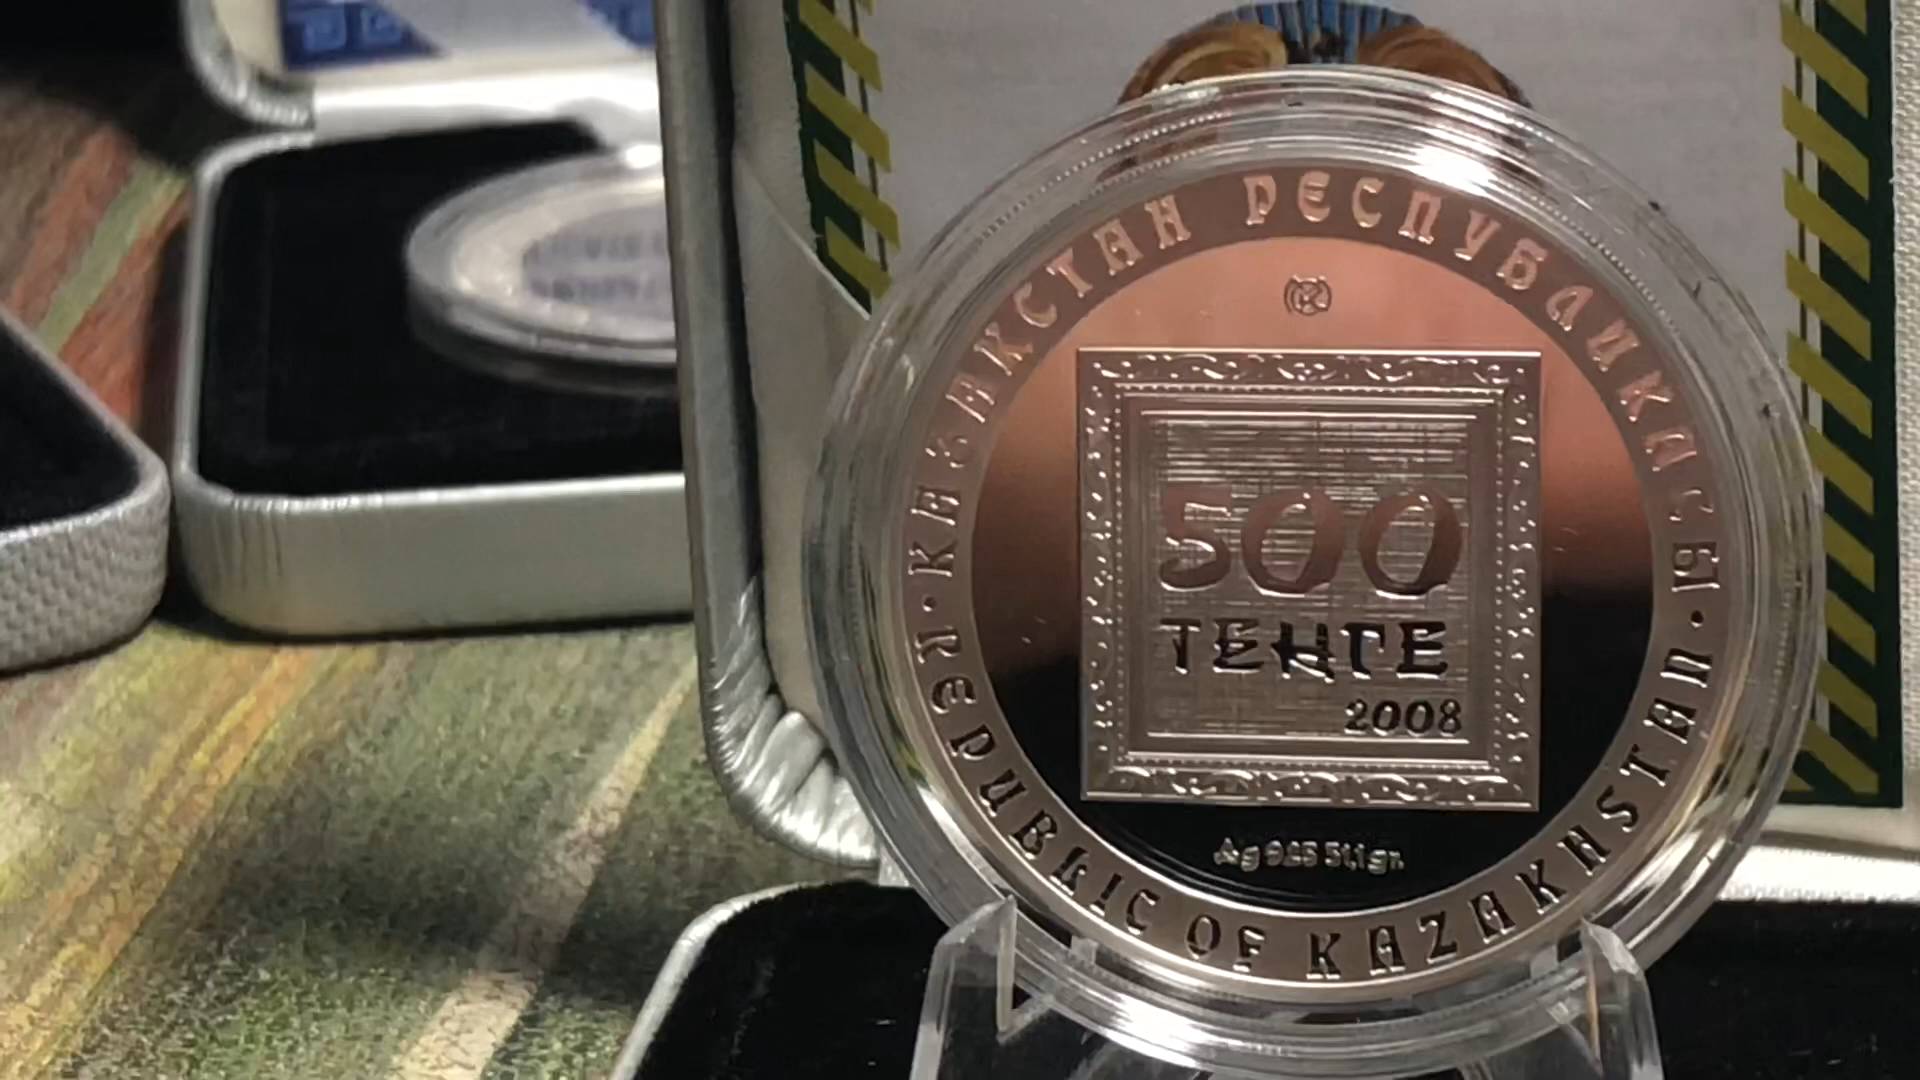 ҚАЗАҚСТАН РЕСПУБЛИКАСЫ
500
ТЕНГЕ
2008
Ag 925 31,1 gr.
REPUBLIC OF KAZAKHSTAN